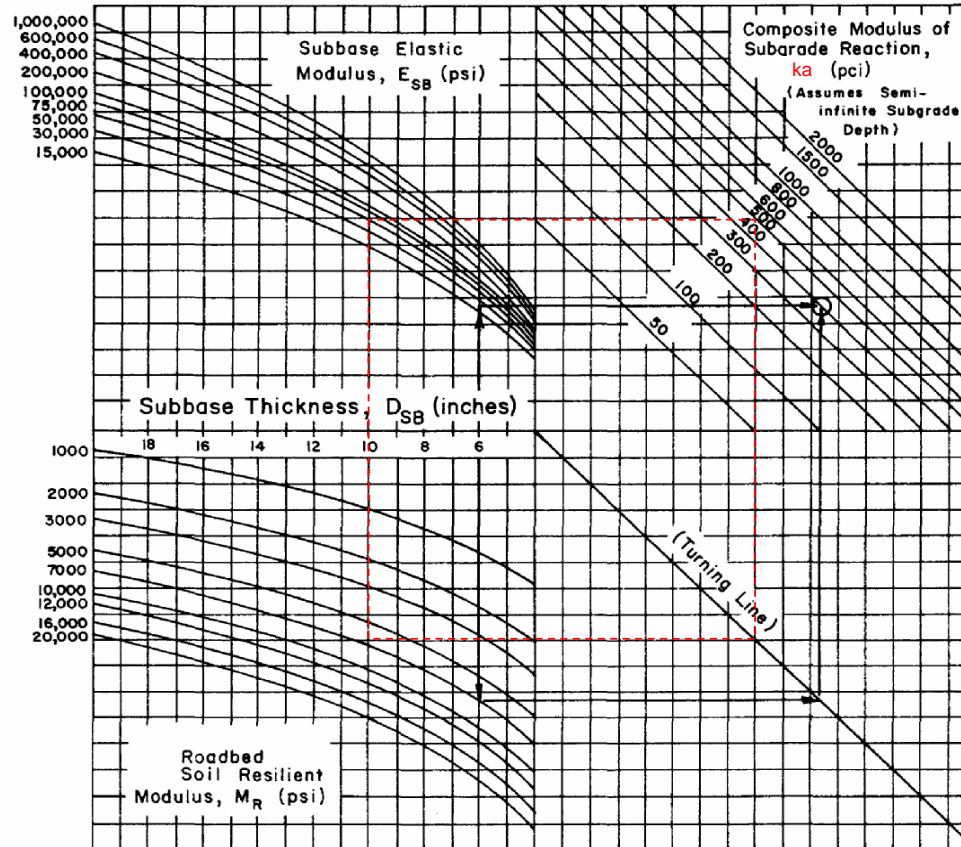 1,000,000
600,000
400,000
200,000
100,000
75,000
50,000
30,000
15,000
Subbase Elastic
Modulus, ESB (psi)
Composite Modulus of
Subrade Reaction,
ka (pci)
(Assumes Semi-
infinite Subgrade
Depth)
2000
1500
1000
800
600
500
400
300
200
100
50
Subbase Thickness, DSB (inches)
18 16 14 12 10 8 6
1000
2000
3000
5000
7000
10,000
12,000
16,000
20,000
(Turning Line)
Roadbed
Soil Resilient
Modulus, MR (psi)